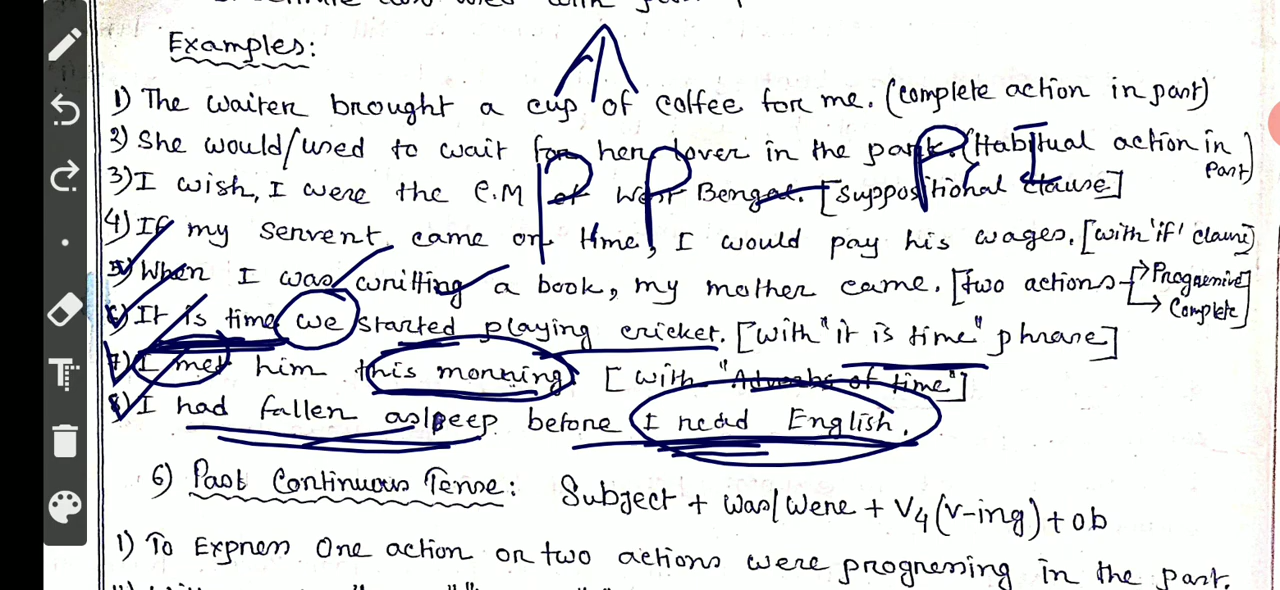 Examples:
1) The waiter brought a cup of coffee for me. (complete action in past)
2) She would/used to wait for her lover in the park. (Habitual action in Past)
3) I wish, I were the C.M of West Bengal. [suppositional clause]
4) If my servent came on time, I would pay his wages. [with 'if' clause]
5) When I was writting a book, my mother came. [two actions → Progressive → Complete]
6) It is time we started playing cricket. [with "it is time" phrase]
7) I met him this morning. [with "Adverbs of time"]
8) I had fallen asleep before I read English.
6) Past Continuous Tense: Subject + was/were + V4 (v-ing) + ob
1) To Express One action or two actions were progressing in the past.